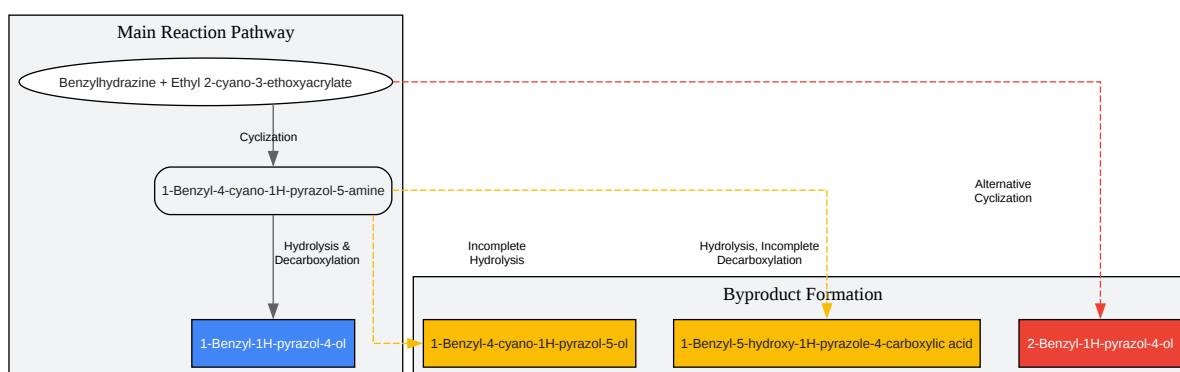 Main Reaction Pathway
Benzylhydrazine + Ethyl 2-cyano-3-ethoxyacrylate
Cyclization
1-Benzyl-4-cyano-1H-pyrazol-5-amine
Alternative
Cyclization
Hydrolysis &
Decarboxylation
Incomplete
Hydrolysis
Hydrolysis, Incomplete
Decarboxylation
Byproduct Formation
1-Benzyl-1H-pyrazol-4-ol
1-Benzyl-4-cyano-1H-pyrazol-5-ol
1-Benzyl-5-hydroxy-1H-pyrazole-4-carboxylic acid
2-Benzyl-1H-pyrazol-4-ol